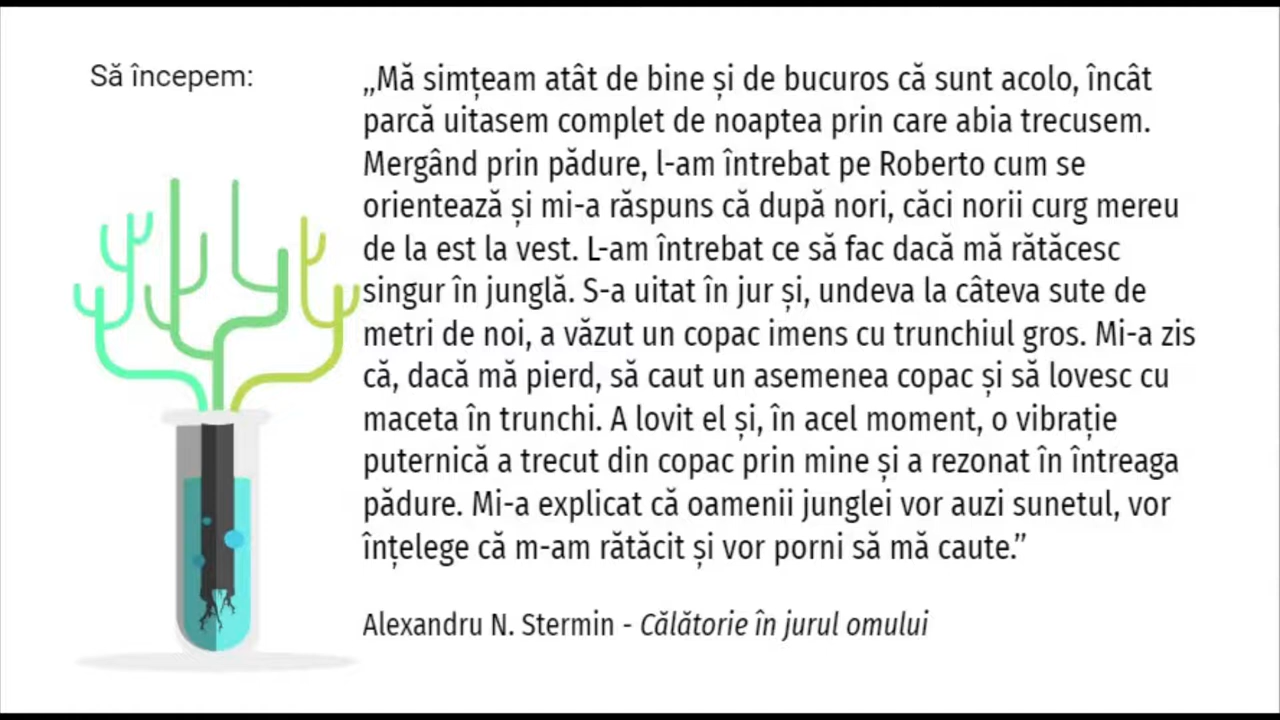 Să începem:
„Mă simțeam atât de bine și de bucuros că sunt acolo, încât
parcă uitasem complet de noaptea prin care abia trecusem.
Mergând prin pădure, l-am întrebat pe Roberto cum se
orientează și mi-a răspuns că după nori, căci norii curg mereu
de la est la vest. L-am întrebat ce să fac dacă mă rătăcesc
singur în junglă. S-a uitat în jur și, undeva la câteva sute de
metri de noi, a văzut un copac imens cu trunchiul gros. Mi-a zis
că, dacă mă pierd, să caut un asemenea copac și să lovesc cu
maceta în trunchi. A lovit el și, în acel moment, o vibrație
puternică a trecut din copac prin mine și a rezonat în întreaga
pădure. Mi-a explicat că oamenii junglei vor auzi sunetul, vor
înțelege că m-am rătăcit și vor porni să mă caute.”
Alexandru N. Stermin - Călătorie în jurul omului